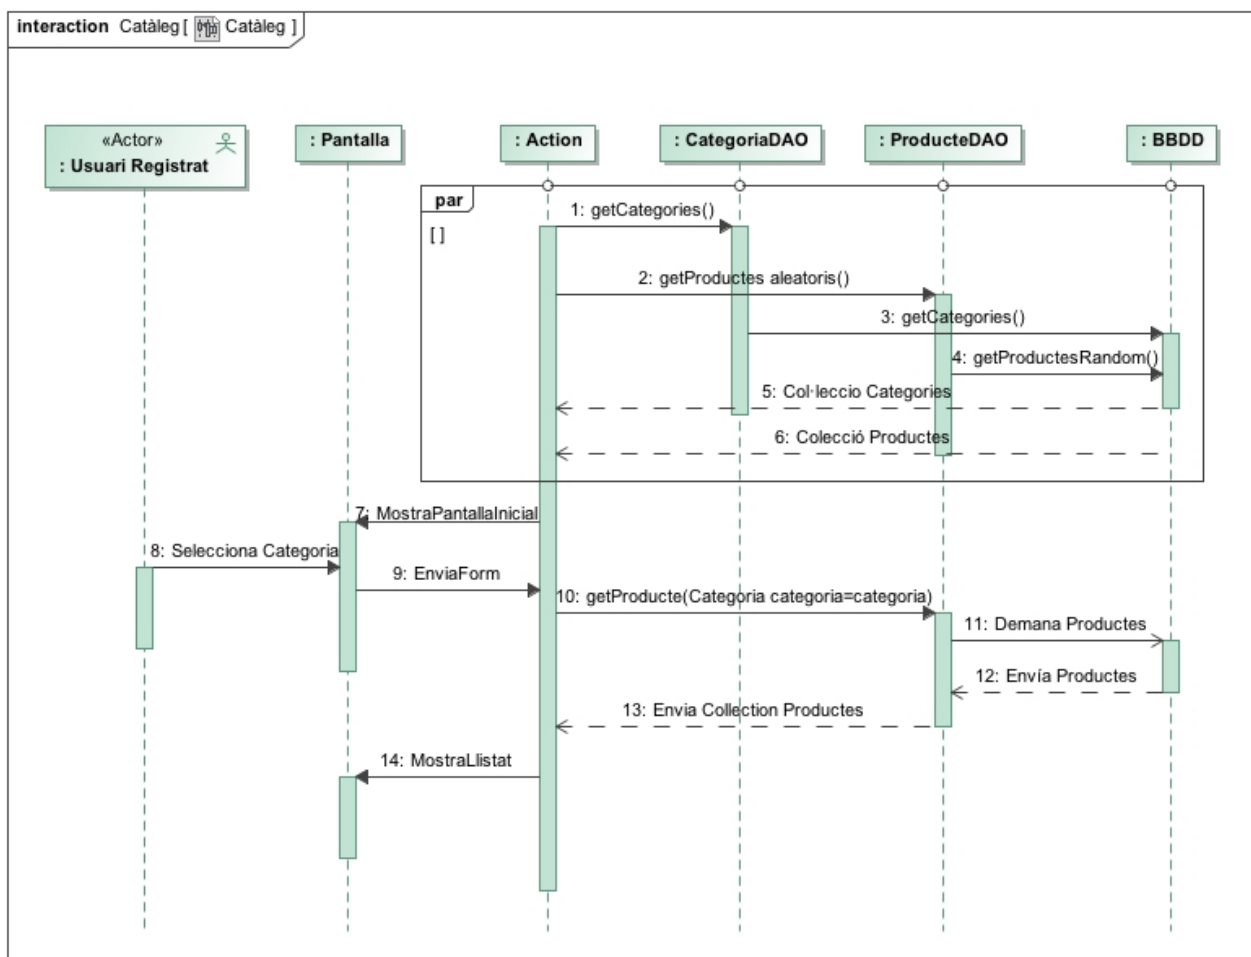 interaction Catàleg [ Catàleg ]
«Actor»
: Usuari Registrat
: Pantalla
: Action
: CategoriaDAO
: ProducteDAO
: BBDD
par
[ ]
1: getCategories()
2: getProductes aleatoris()
3: getCategories()
4: getProductesRandom()
5: Col·leccio Categories
6: Colecció Productes
7: MostraPantallaInicial
8: Selecciona Categoria
9: EnviaForm
10: getProducte(Categoria categoria=categoria)
11: Demana Productes
12: Envía Productes
13: Envia Collection Productes
14: MostraLlistat